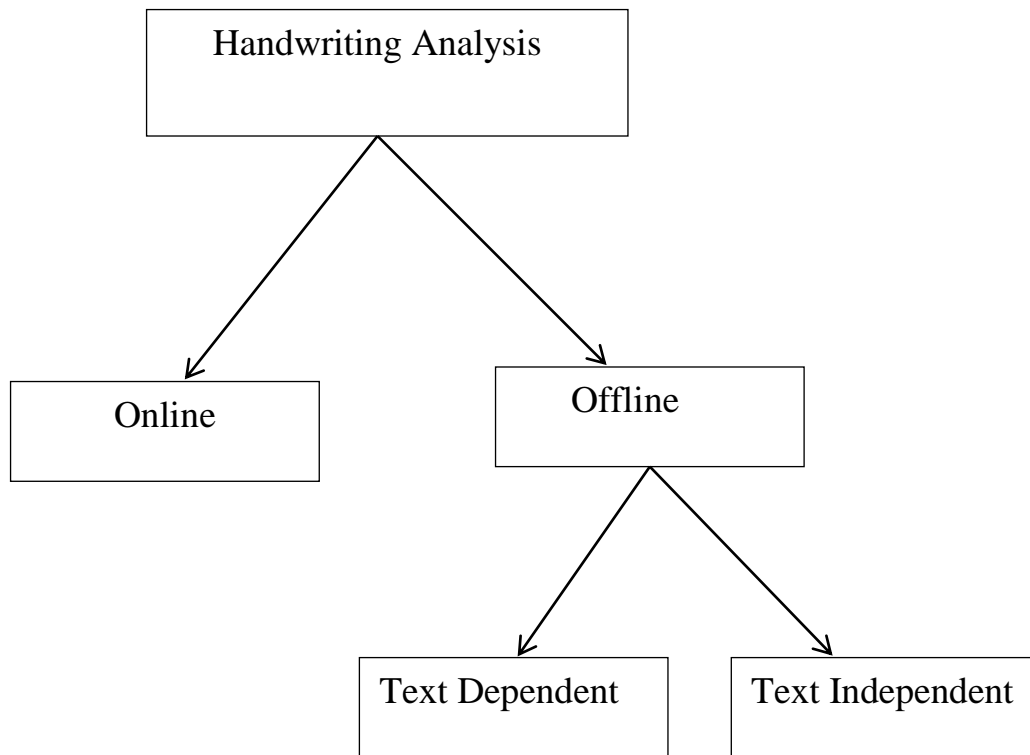 Handwriting Analysis
Online
Offline
Text Dependent
Text Independent